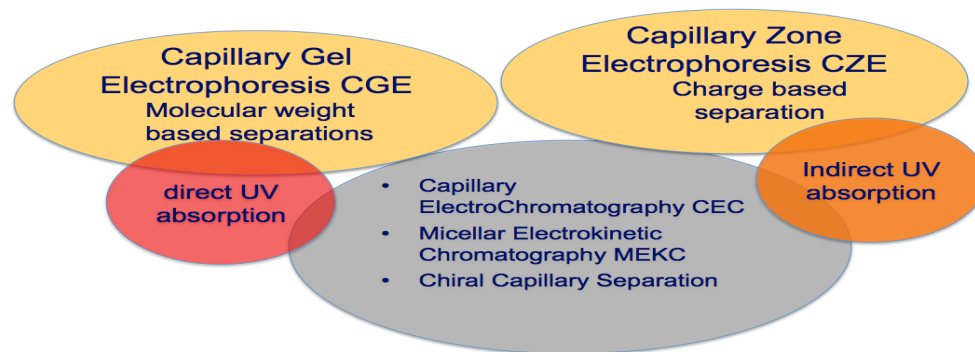 Capillary Gel
Electrophoresis CGE
Molecular weight
based separations
Capillary Zone
Electrophoresis CZE
Charge based
separation
direct UV
absorption
• Capillary
ElectroChromatography CEC
• Micellar Electrokinetic
Chromatography MEKC
• Chiral Capillary Separation
Indirect UV
absorption